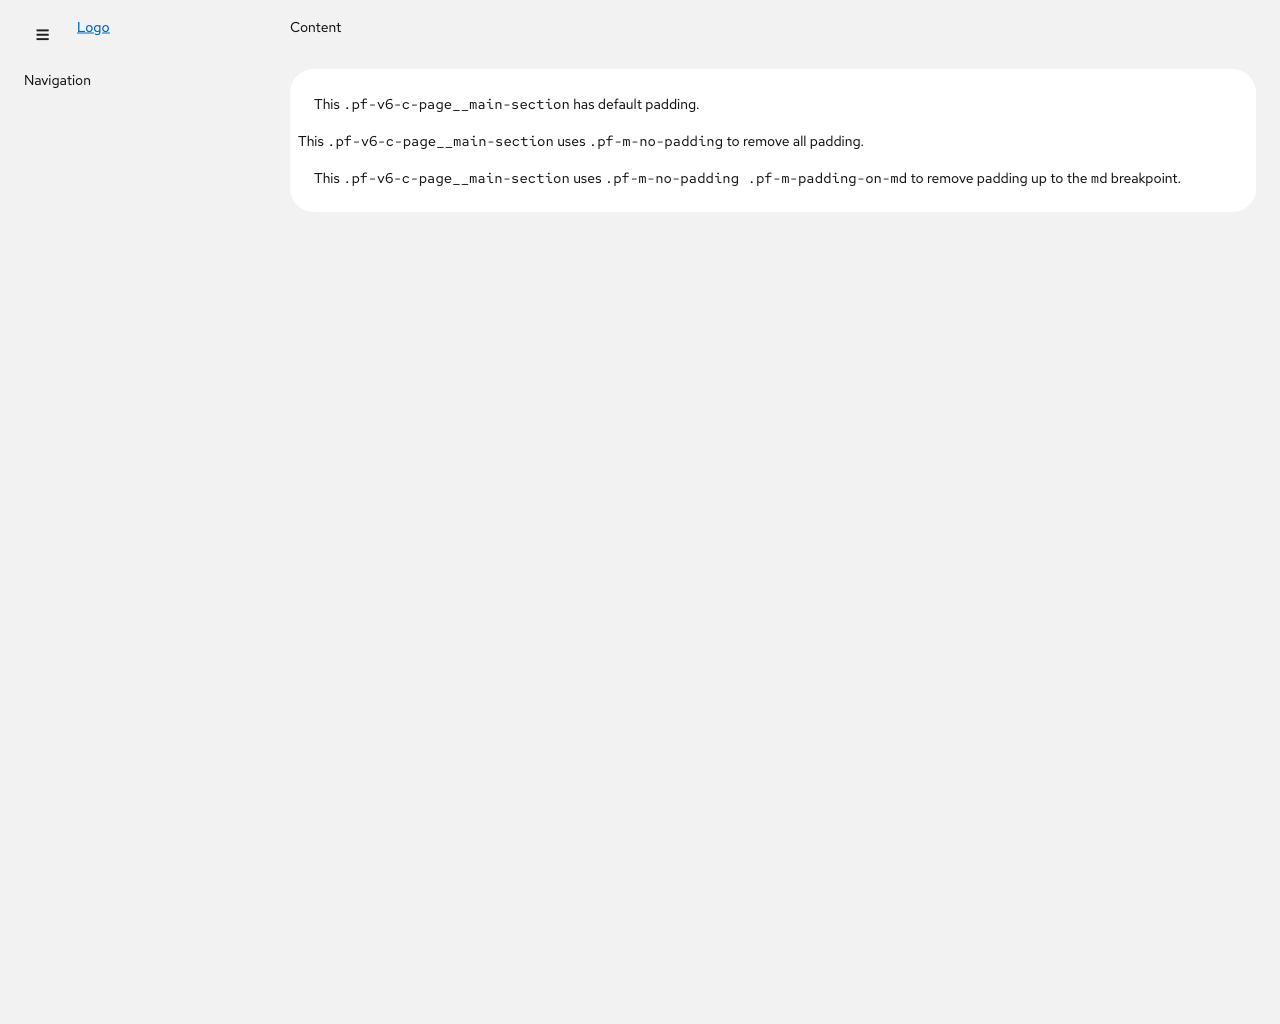 Logo
Content
Navigation
This .pf-v6-c-page__main-section has default padding.
This .pf-v6-c-page__main-section uses .pf-m-no-padding to remove all padding.
This .pf-v6-c-page__main-section uses .pf-m-no-padding .pf-m-padding-on-md to remove padding up to the md breakpoint.